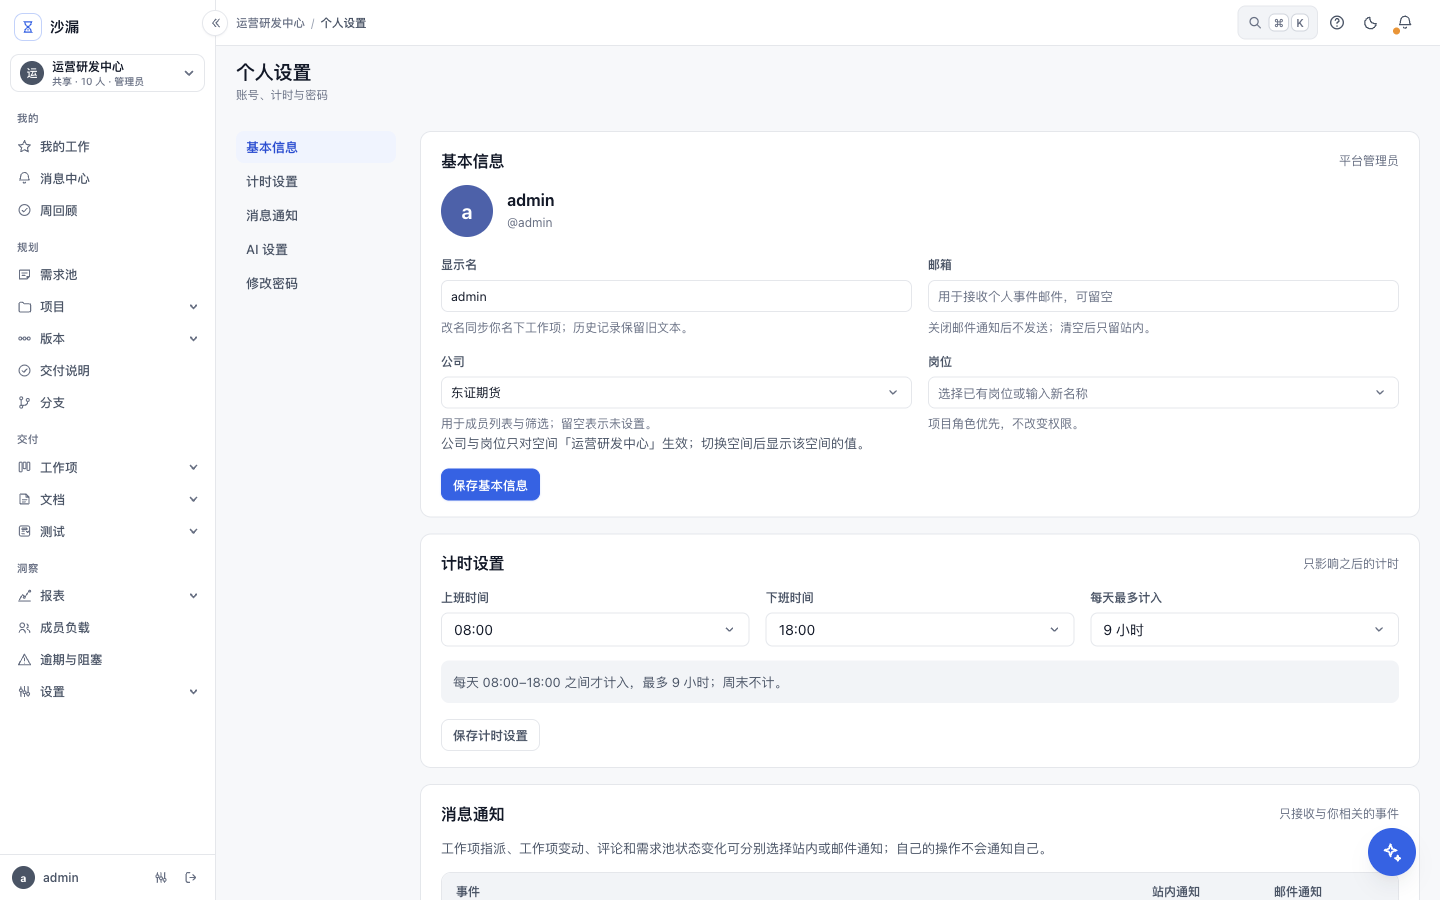 沙漏
运营研发中心
共享 · 10 人 · 管理员
我的
我的工作
消息中心
周回顾
规划
需求池
项目
版本
交付说明
分支
交付
工作项
文档
测试
洞察
报表
成员负载
逾期与阻塞
设置
a admin
运营研发中心 / 个人设置
⌘ K
个人设置
账号、计时与密码
基本信息
计时设置
消息通知
AI 设置
修改密码
基本信息
平台管理员
a
admin
@admin
显示名
admin
改名同步你名下工作项；历史记录保留旧文本。
邮箱
用于接收个人事件邮件，可留空
关闭邮件通知后不发送；清空后只留站内。
公司
东证期货
用于成员列表与筛选；留空表示未设置。
岗位
选择已有岗位或输入新名称
项目角色优先，不改变权限。
公司与岗位只对空间「运营研发中心」生效；切换空间后显示该空间的值。
保存基本信息
计时设置
只影响之后的计时
上班时间
08:00
下班时间
18:00
每天最多计入
9 小时
每天 08:00–18:00 之间才计入，最多 9 小时；周末不计。
保存计时设置
消息通知
只接收与你相关的事件
工作项指派、工作项变动、评论和需求池状态变化可分别选择站内或邮件通知；自己的操作不会通知自己。
事件 站内通知 邮件通知